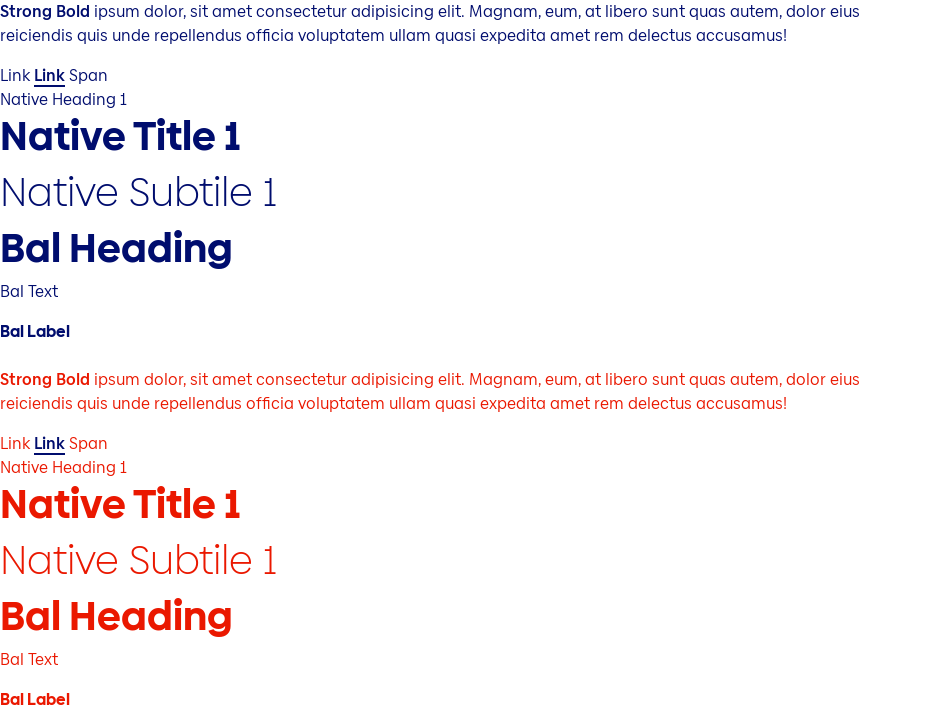 Strong Bold ipsum dolor, sit amet consectetur adipisicing elit. Magnam, eum, at libero sunt quas autem, dolor eius
reiciendis quis unde repellendus officia voluptatem ullam quasi expedita amet rem delectus accusamus!
Link Link Span
Native Heading 1
Native Title 1
Native Subtile 1
Bal Heading
Bal Text
Bal Label
Strong Bold ipsum dolor, sit amet consectetur adipisicing elit. Magnam, eum, at libero sunt quas autem, dolor eius
reiciendis quis unde repellendus officia voluptatem ullam quasi expedita amet rem delectus accusamus!
Link Link Span
Native Heading 1
Native Title 1
Native Subtile 1
Bal Heading
Bal Text
Bal Label